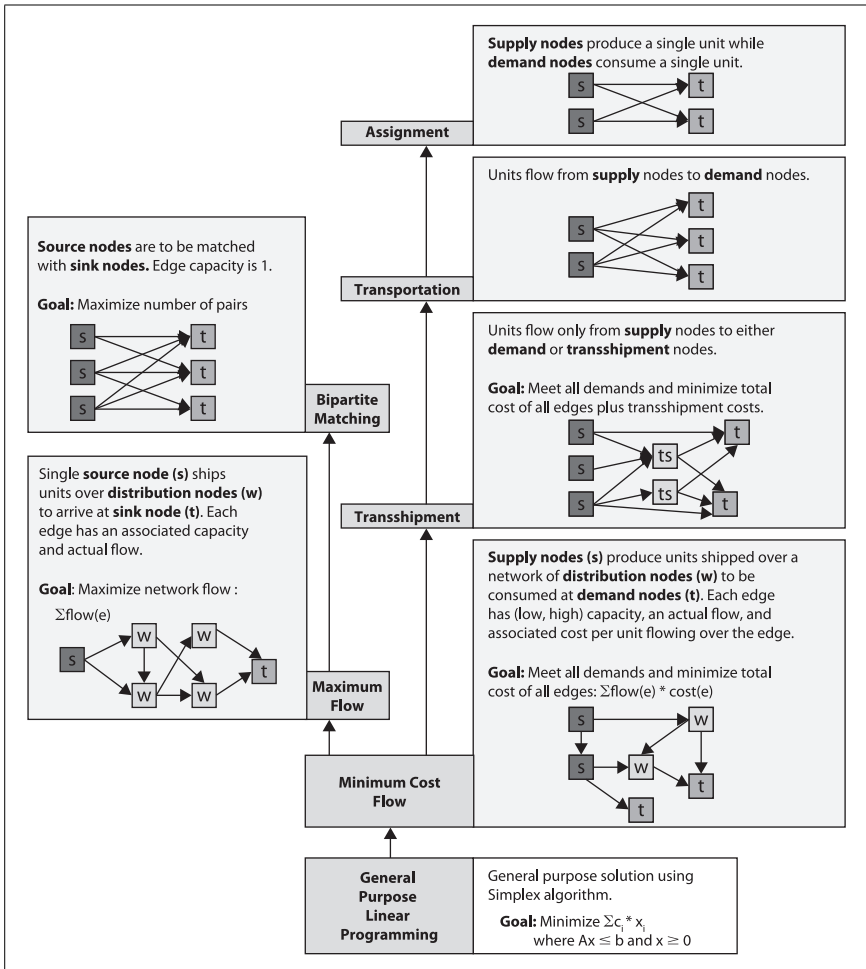 Supply nodes produce a single unit while
demand nodes consume a single unit.
s
t
s
t
Assignment
Units flow from supply nodes to demand nodes.
t
s
t
s
t
Transportation
Source nodes are to be matched
with sink nodes. Edge capacity is 1.
Goal: Maximize number of pairs
s
t
s
t
s
t
Bipartite
Matching
Units flow only from supply nodes to either
demand or transshipment nodes.
Goal: Meet all demands and minimize total
cost of all edges plus transshipment costs.
s
t
ts
s
ts
s
t
Transshipment
Single source node (s) ships
units over distribution nodes (w)
to arrive at sink node (t). Each
edge has an associated capacity
and actual flow.
Goal: Maximize network flow :
Σflow(e)
w
w
s
t
w
w
Maximum
Flow
Supply nodes (s) produce units shipped over a
network of distribution nodes (w) to be
consumed at demand nodes (t). Each edge
has (low, high) capacity, an actual flow, and
associated cost per unit flowing over the edge.
Goal: Meet all demands and minimize total
cost of all edges: Σflow(e) * cost(e)
s
w
s
w
t
t
Minimum Cost
Flow
General
Purpose
Linear
Programming
General purpose solution using
Simplex algorithm.
Goal: Minimize Σcᵢ * xᵢ
where Ax ≤ b and x ≥ 0